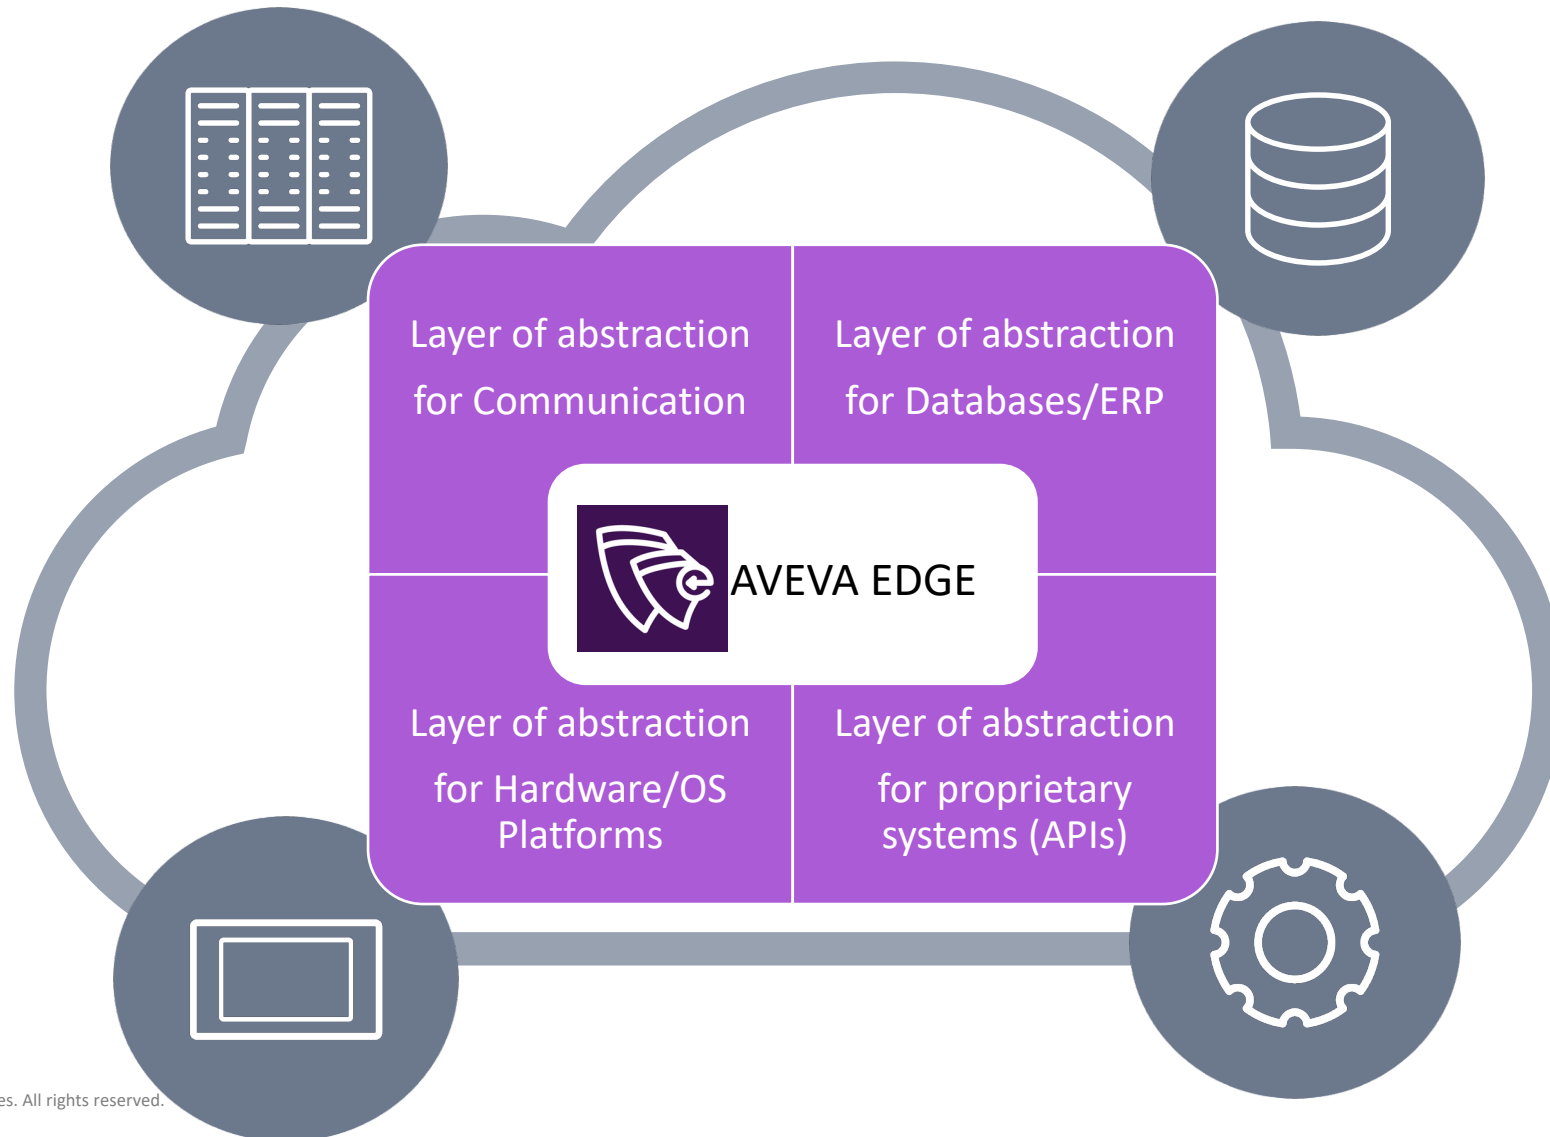 Layer of abstraction
for Communication
Layer of abstraction
for Databases/ERP
AVEVA EDGE
Layer of abstraction
for Hardware/OS
Platforms
Layer of abstraction
for proprietary
systems (APIs)
es. All rights reserved.